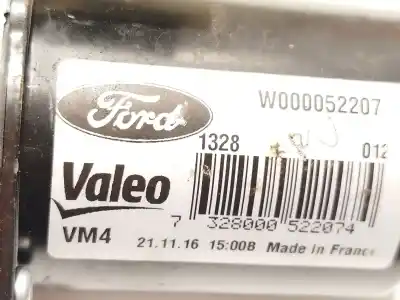 Ford
W000052207
1328
012
Valeo
7 328000 522074
VM4
21.11.16 15:00B Made in France